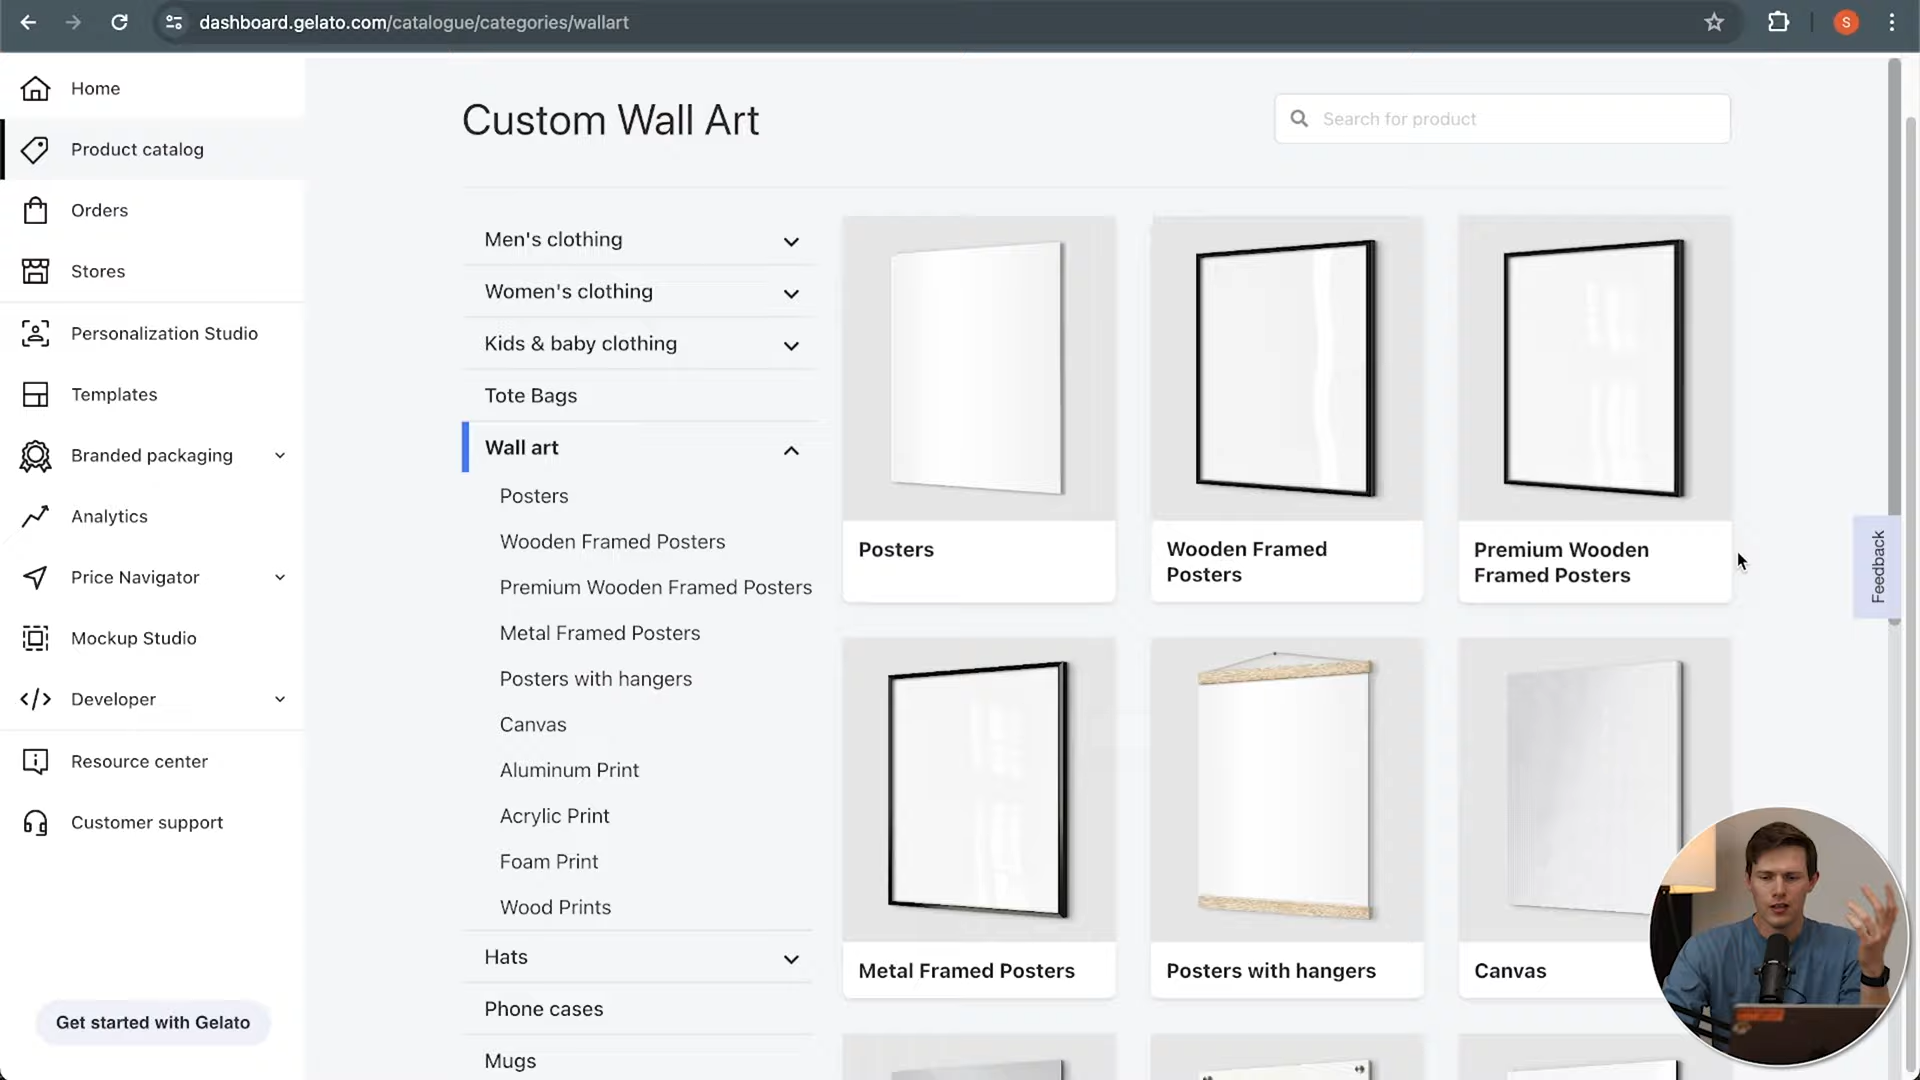 dashboard.gelato.com/catalogue/categories/wallart
S
Home
Product catalog
Orders
Stores
Personalization Studio
Templates
Branded packaging
Analytics
Price Navigator
Mockup Studio
Developer
Resource center
Customer support
Get started with Gelato
Custom Wall Art
Search for product
Men's clothing
Women's clothing
Kids & baby clothing
Tote Bags
Wall art
Posters
Wooden Framed Posters
Premium Wooden Framed Posters
Metal Framed Posters
Posters with hangers
Canvas
Aluminum Print
Acrylic Print
Foam Print
Wood Prints
Hats
Phone cases
Mugs
Posters
Wooden Framed
Posters
Premium Wooden
Framed Posters
Metal Framed Posters
Posters with hangers
Canvas
Feedback